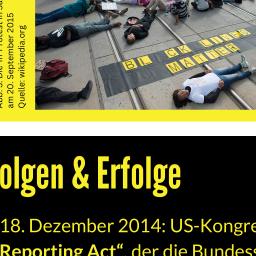 am 20. September 2015
Quelle: wikipedia.org
BLACK LIVES
MATTER
olgen & Erfolge
18. Dezember 2014: US-Kongre
Reporting Act“, der die Bundess